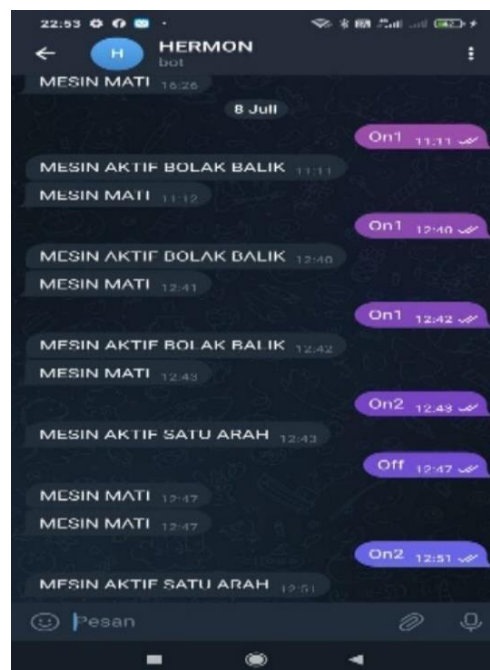 22:53
HERMON
bot
MESIN MATI 16:26
8 Juli
On1 11:11
MESIN AKTIF BOLAK BALIK 11:11
MESIN MATI 11:12
On1 12:40
MESIN AKTIF BOLAK BALIK 12:40
MESIN MATI 12:41
On1 12:42
MESIN AKTIF BOLAK BALIK 12:42
MESIN MATI 12:43
On2 12:43
MESIN AKTIF SATU ARAH 12:43
Off 12:47
MESIN MATI 12:47
MESIN MATI 12:47
On2 12:51
MESIN AKTIF SATU ARAH 12:51
Pesan